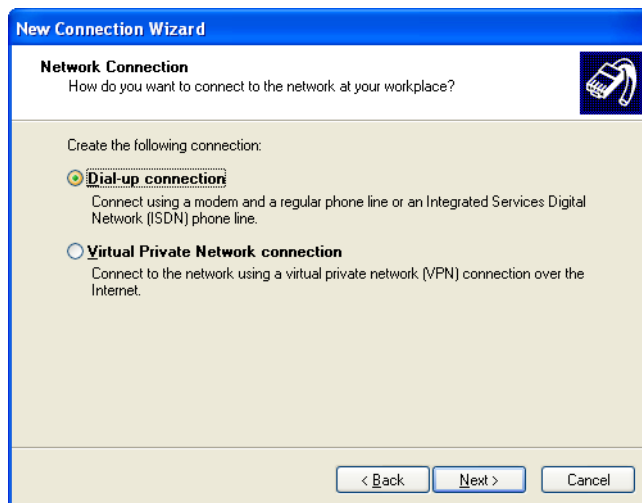 New Connection Wizard
Network Connection
How do you want to connect to the network at your workplace?
Create the following connection:
Dial-up connection
Connect using a modem and a regular phone line or an Integrated Services Digital
Network (ISDN) phone line.
Virtual Private Network connection
Connect to the network using a virtual private network (VPN) connection over the
Internet.
< Back Next > Cancel